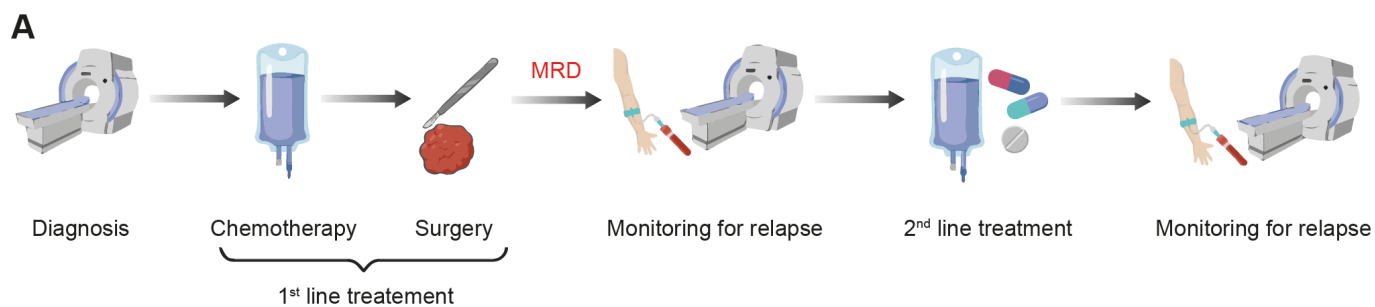 A
MRD
Diagnosis
Chemotherapy
Surgery
Monitoring for relapse
2nd line treatment
Monitoring for relapse
1st line treatement